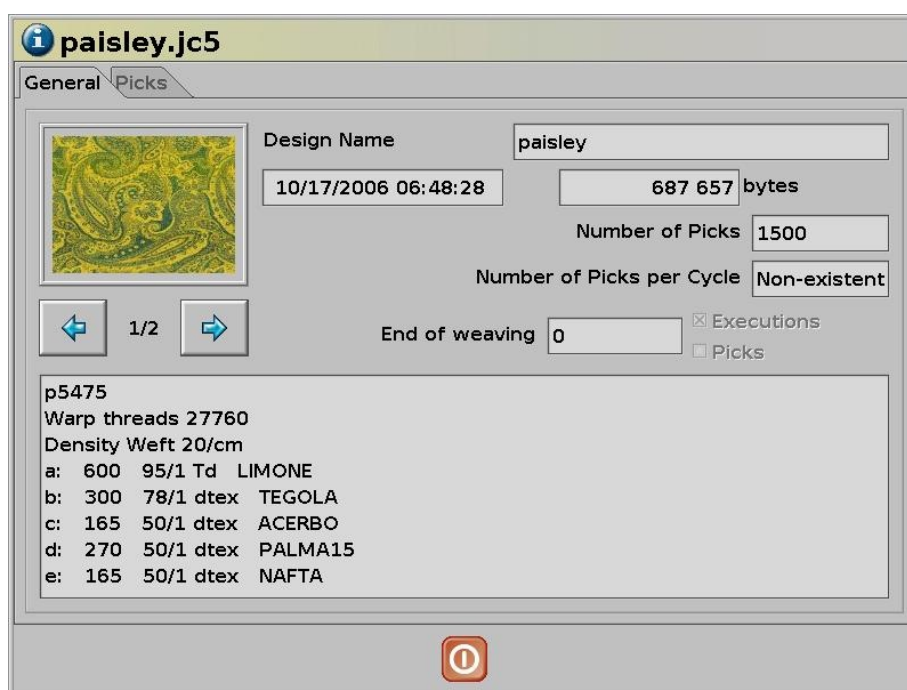 paisley.jc5
General Picks
Design Name paisley
10/17/2006 06:48:28 687 657 bytes
Number of Picks 1500
Number of Picks per Cycle Non-existent
1/2
End of weaving 0 Executions
Picks
p5475
Warp threads 27760
Density Weft 20/cm
a: 600 95/1 Td LIMONE
b: 300 78/1 dtex TEGOLA
c: 165 50/1 dtex ACERBO
d: 270 50/1 dtex PALMA15
e: 165 50/1 dtex NAFTA